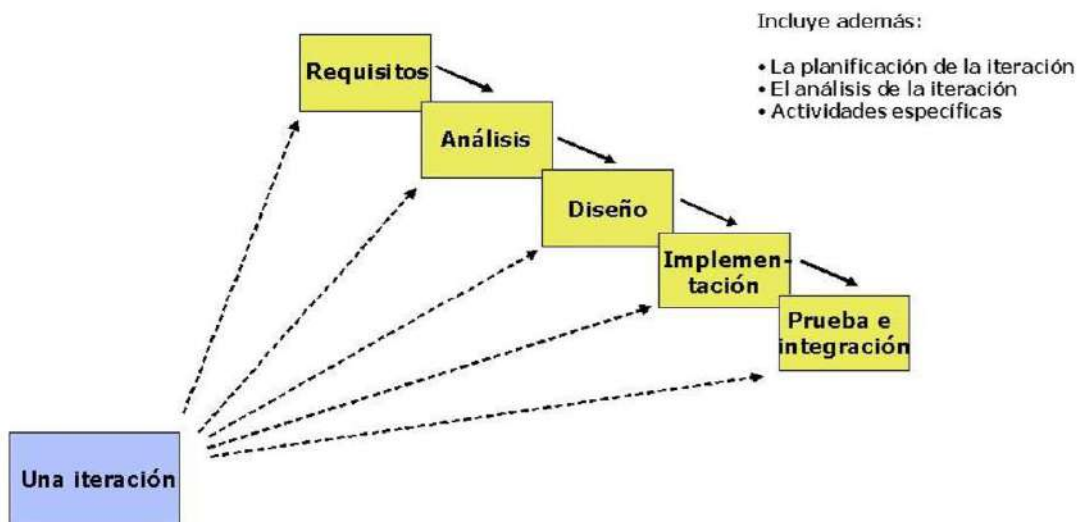 Incluye además:
• La planificación de la iteración
• El análisis de la iteración
• Actividades específicas
Requisitos
Análisis
Diseño
Implemen-
tación
Prueba e
integración
Una iteración